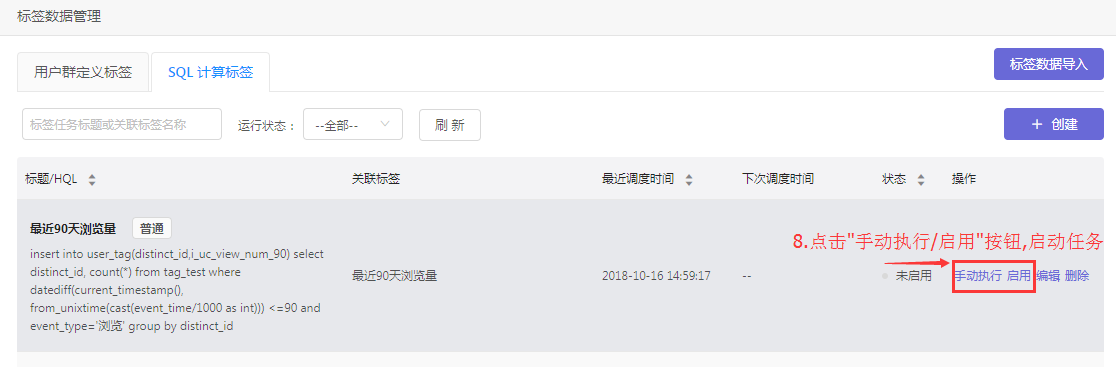 标签数据管理
用户群定义标签 SQL 计算标签 标签数据导入
标签任务标题或关联标签名称 运行状态： --全部-- 刷 新 ＋ 创建
标题/HQL 关联标签 最近调度时间 下次调度时间 状态 操作
最近90天浏览量 普通
8.点击"手动执行/启用"按钮,启动任务
insert into user_tag(distinct_id,i_uc_view_num_90) select
distinct_id, count(*) from tag_test where
datediff(current_timestamp(),
from_unixtime(cast(event_time/1000 as int))) <=90 and
event_type='浏览' group by distinct_id
最近90天浏览量 2018-10-16 14:59:17 -- 未启用 手动执行 启用 编辑 删除